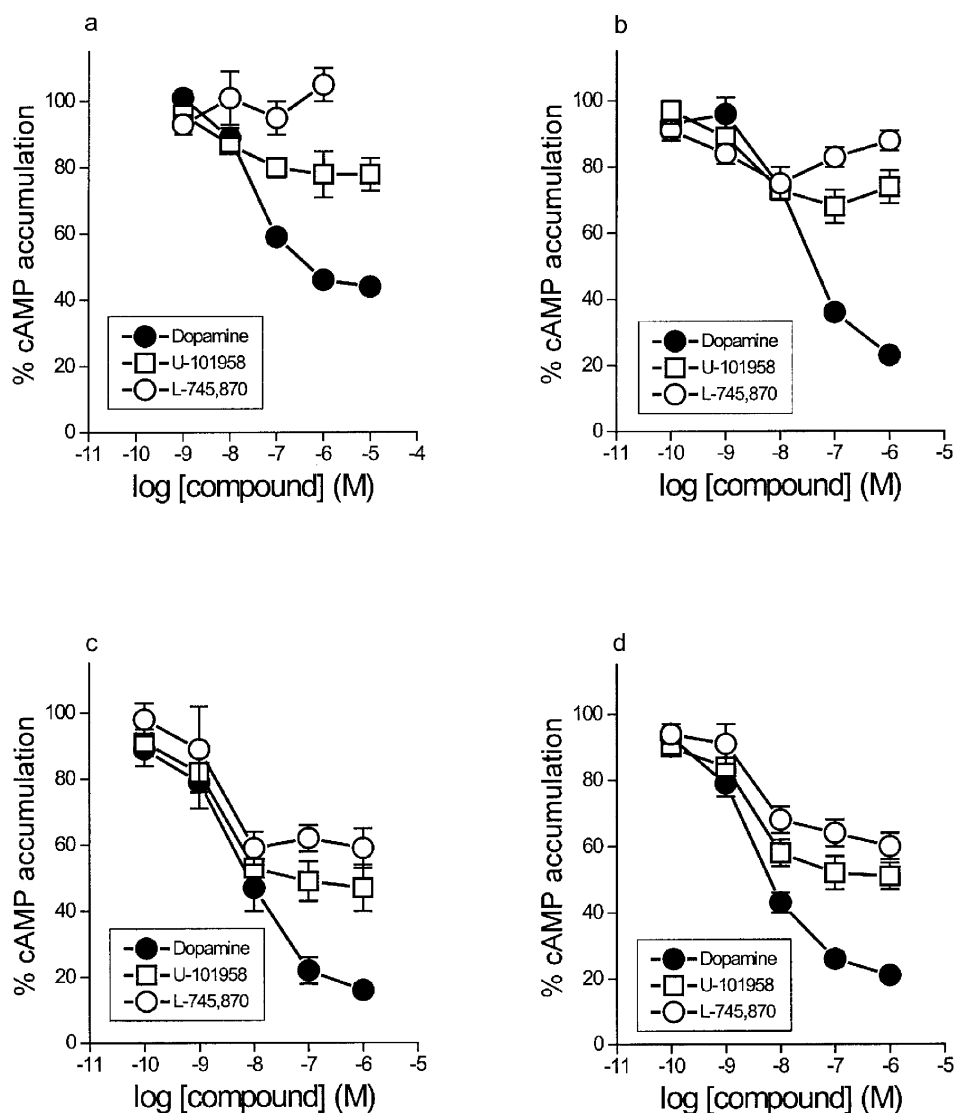 a
% cAMP accumulation
100
80
60
40
20
0
Dopamine
U-101958
L-745,870
-11 -10 -9 -8 -7 -6 -5 -4
log [compound] (M)
b
% cAMP accumulation
100
80
60
40
20
0
Dopamine
U-101958
L-745,870
-11 -10 -9 -8 -7 -6 -5
log [compound] (M)
c
% cAMP accumulation
100
80
60
40
20
0
Dopamine
U-101958
L-745,870
-11 -10 -9 -8 -7 -6 -5
log [compound] (M)
d
% cAMP accumulation
100
80
60
40
20
0
Dopamine
U-101958
L-745,870
-11 -10 -9 -8 -7 -6 -5
log [compound] (M)